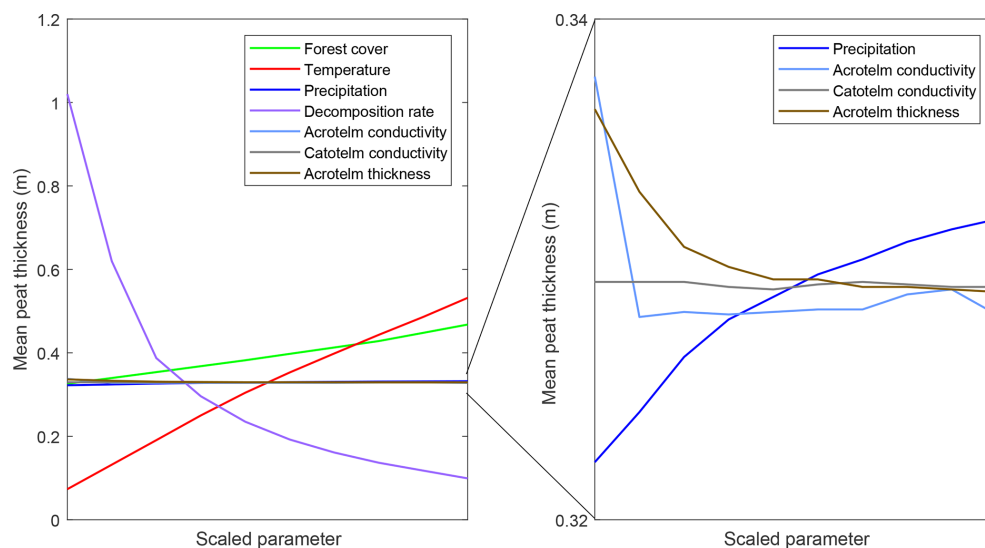 1.2
1
0.8
0.6
0.4
0.2
0
Mean peat thickness (m)
Scaled parameter
Forest cover
Temperature
Precipitation
Decomposition rate
Acrotelm conductivity
Catotelm conductivity
Acrotelm thickness
0.34
0.32
Mean peat thickness (m)
Scaled parameter
Precipitation
Acrotelm conductivity
Catotelm conductivity
Acrotelm thickness